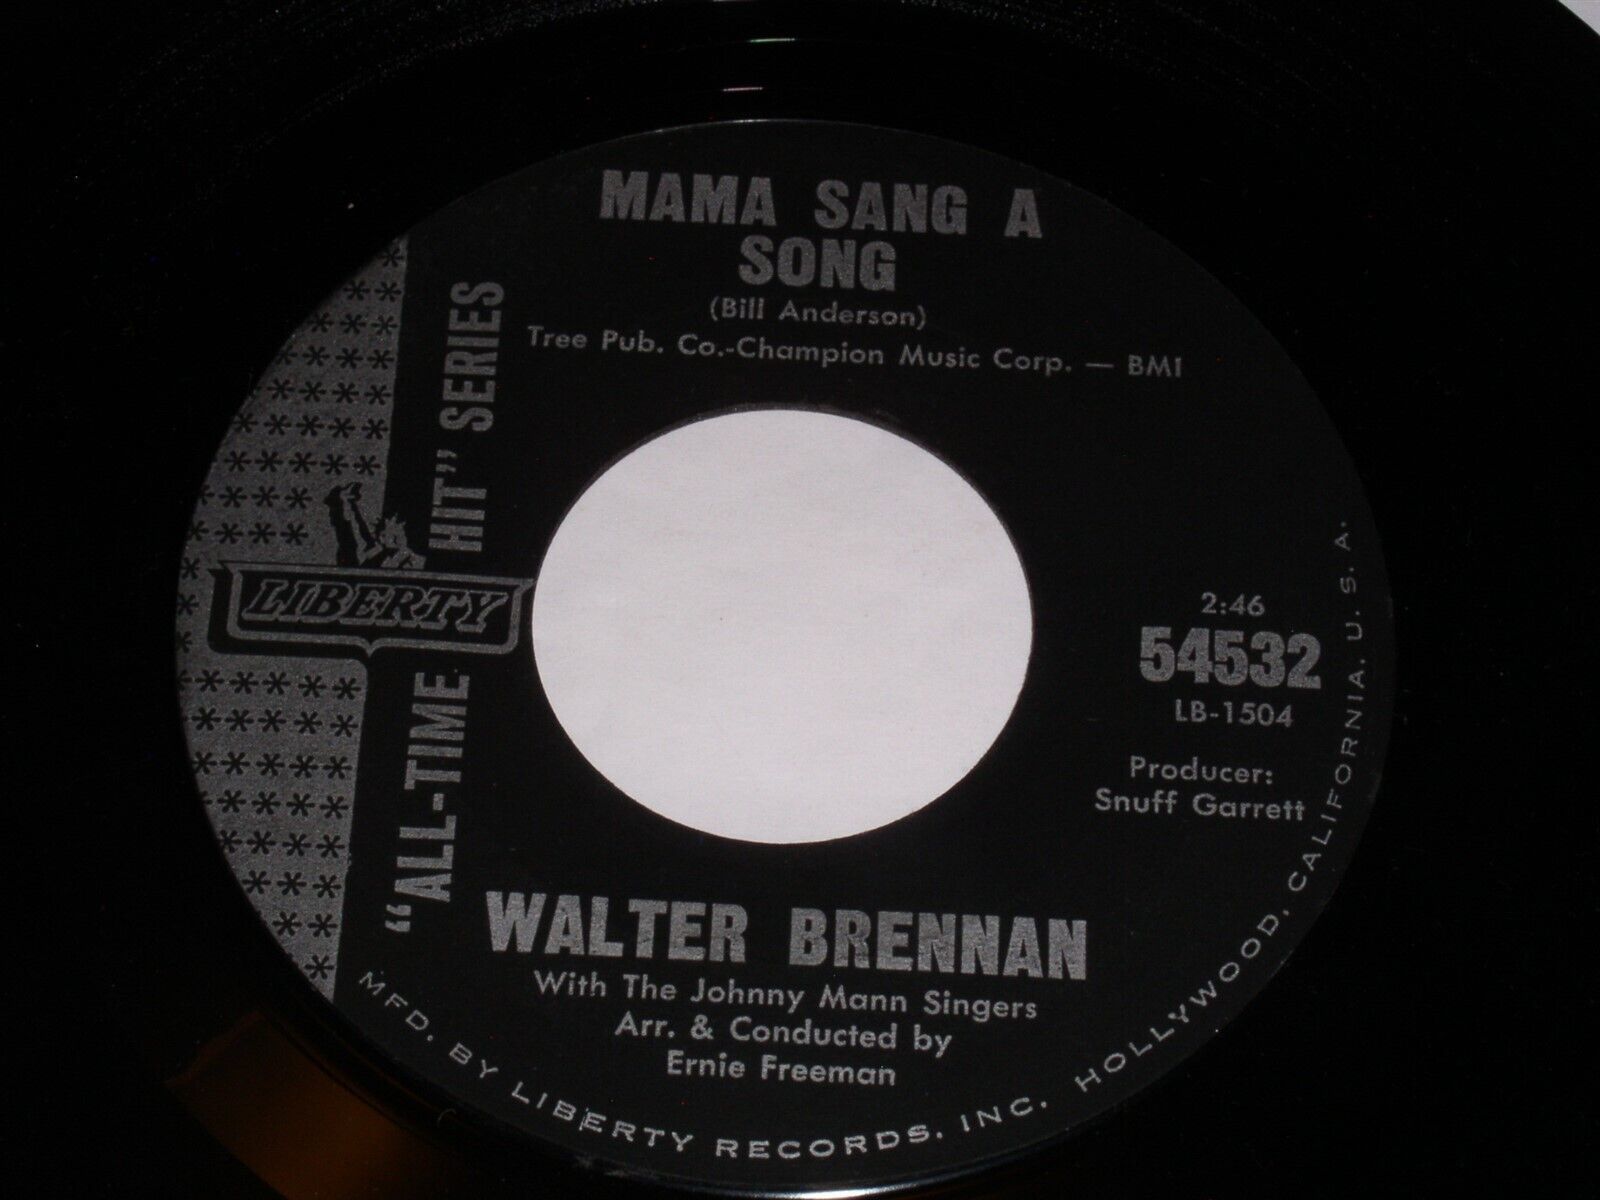 MAMA SANG A
SONG
(Bill Anderson)
Tree Pub. Co.-Champion Music Corp. — BMI
"ALL-TIME HIT" SERIES
LIBERTY
2:46
54532
LB-1504
Producer:
Snuff Garrett
WALTER BRENNAN
With The Johnny Mann Singers
Arr. & Conducted by
Ernie Freeman
MFD. BY LIBERTY RECORDS, INC. HOLLYWOOD, CALIFORNIA, U. S. A.